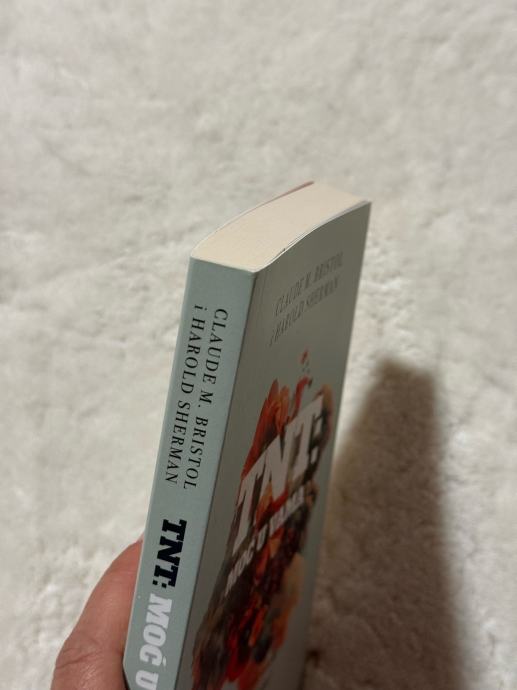 CLAUDE M. BRISTOL
i HAROLD SHERMAN
TNT: MOĆ U
CLAUDE M. BRISTOL
i HAROLD SHERMAN
TNT:
MOĆ U VAMA